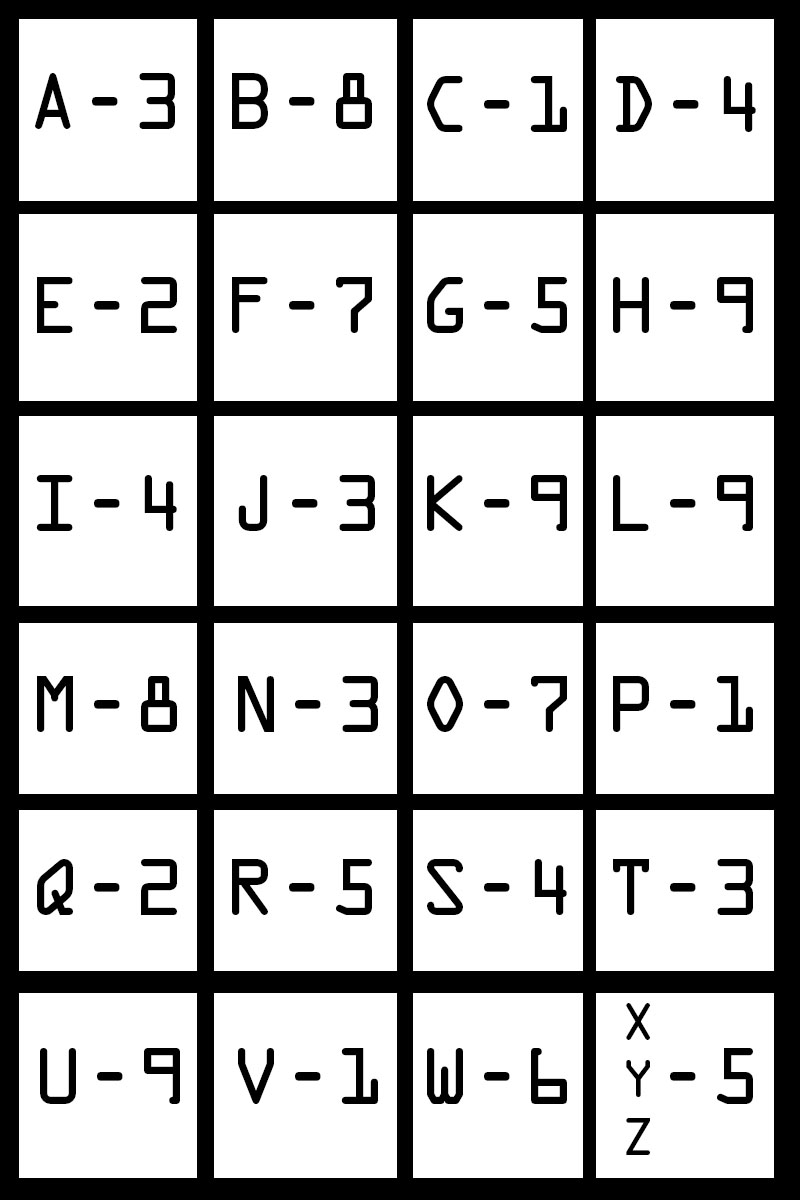 A - 3 B - 8 C - 1 D - 4
E - 2 F - 7 G - 5 H - 9
I - 4 J - 3 K - 9 L - 9
M - 8 N - 3 O - 7 P - 1
Q - 2 R - 5 S - 4 T - 3
U - 9 V - 1 W - 6 X
Y - 5
Z